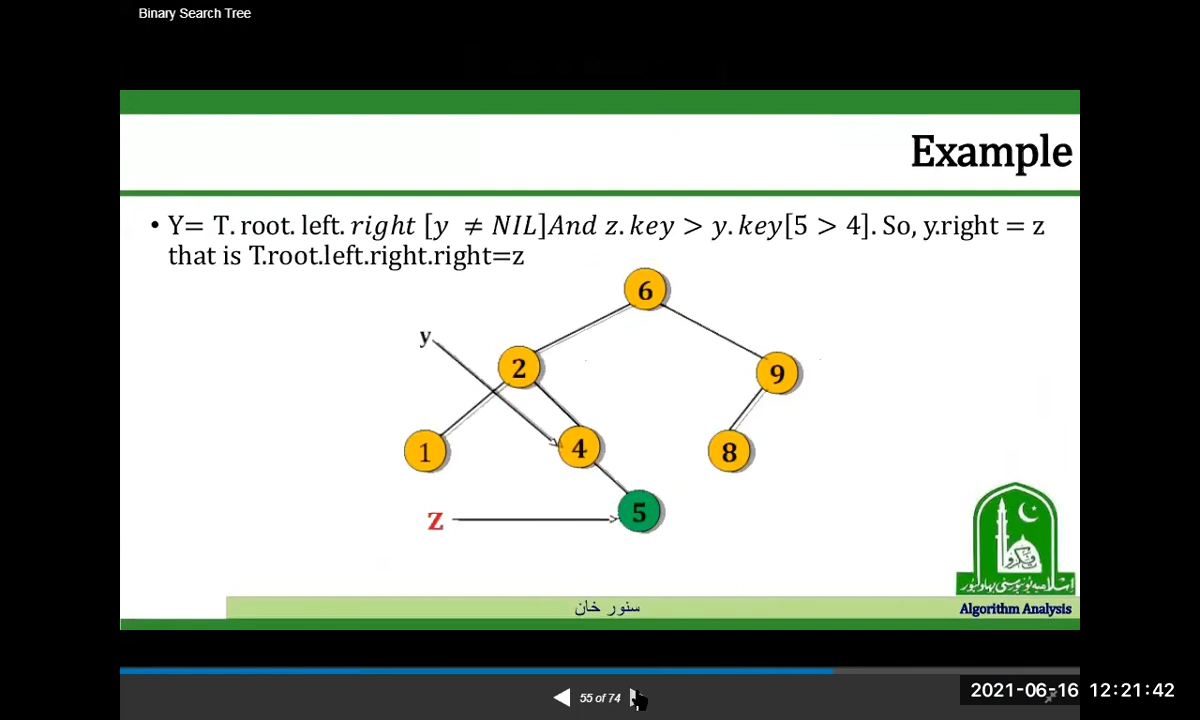 Binary Search Tree
Example
• Y= T. root. left. right [y ≠ NIL]And z. key > y. key[5 > 4]. So, y.right = z
that is T.root.left.right.right=z
6
y
2
9
1
4
8
Z
5
سنور خان
Algorithm Analysis
55 of 74
2021-06-16 12:21:42